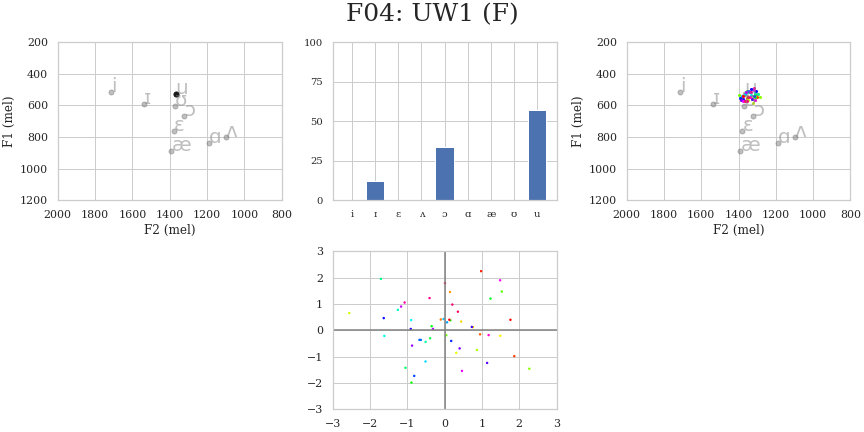 F04: UW1 (F)
200
400
600
800
1000
1200
F1 (mel)
2000 1800 1600 1400 1200 1000 800
F2 (mel)
i
ɪ
u
ʊ
ɔ
ɛ
æ
ɑ
ʌ
100
75
50
25
0
i ɪ ɛ ʌ ɔ ɑ æ ʊ u
200
400
600
800
1000
1200
F1 (mel)
2000 1800 1600 1400 1200 1000 800
F2 (mel)
i
ɪ
ɔ
ɛ
æ
ɑ
ʌ
3
2
1
0
−1
−2
−3
−3 −2 −1 0 1 2 3